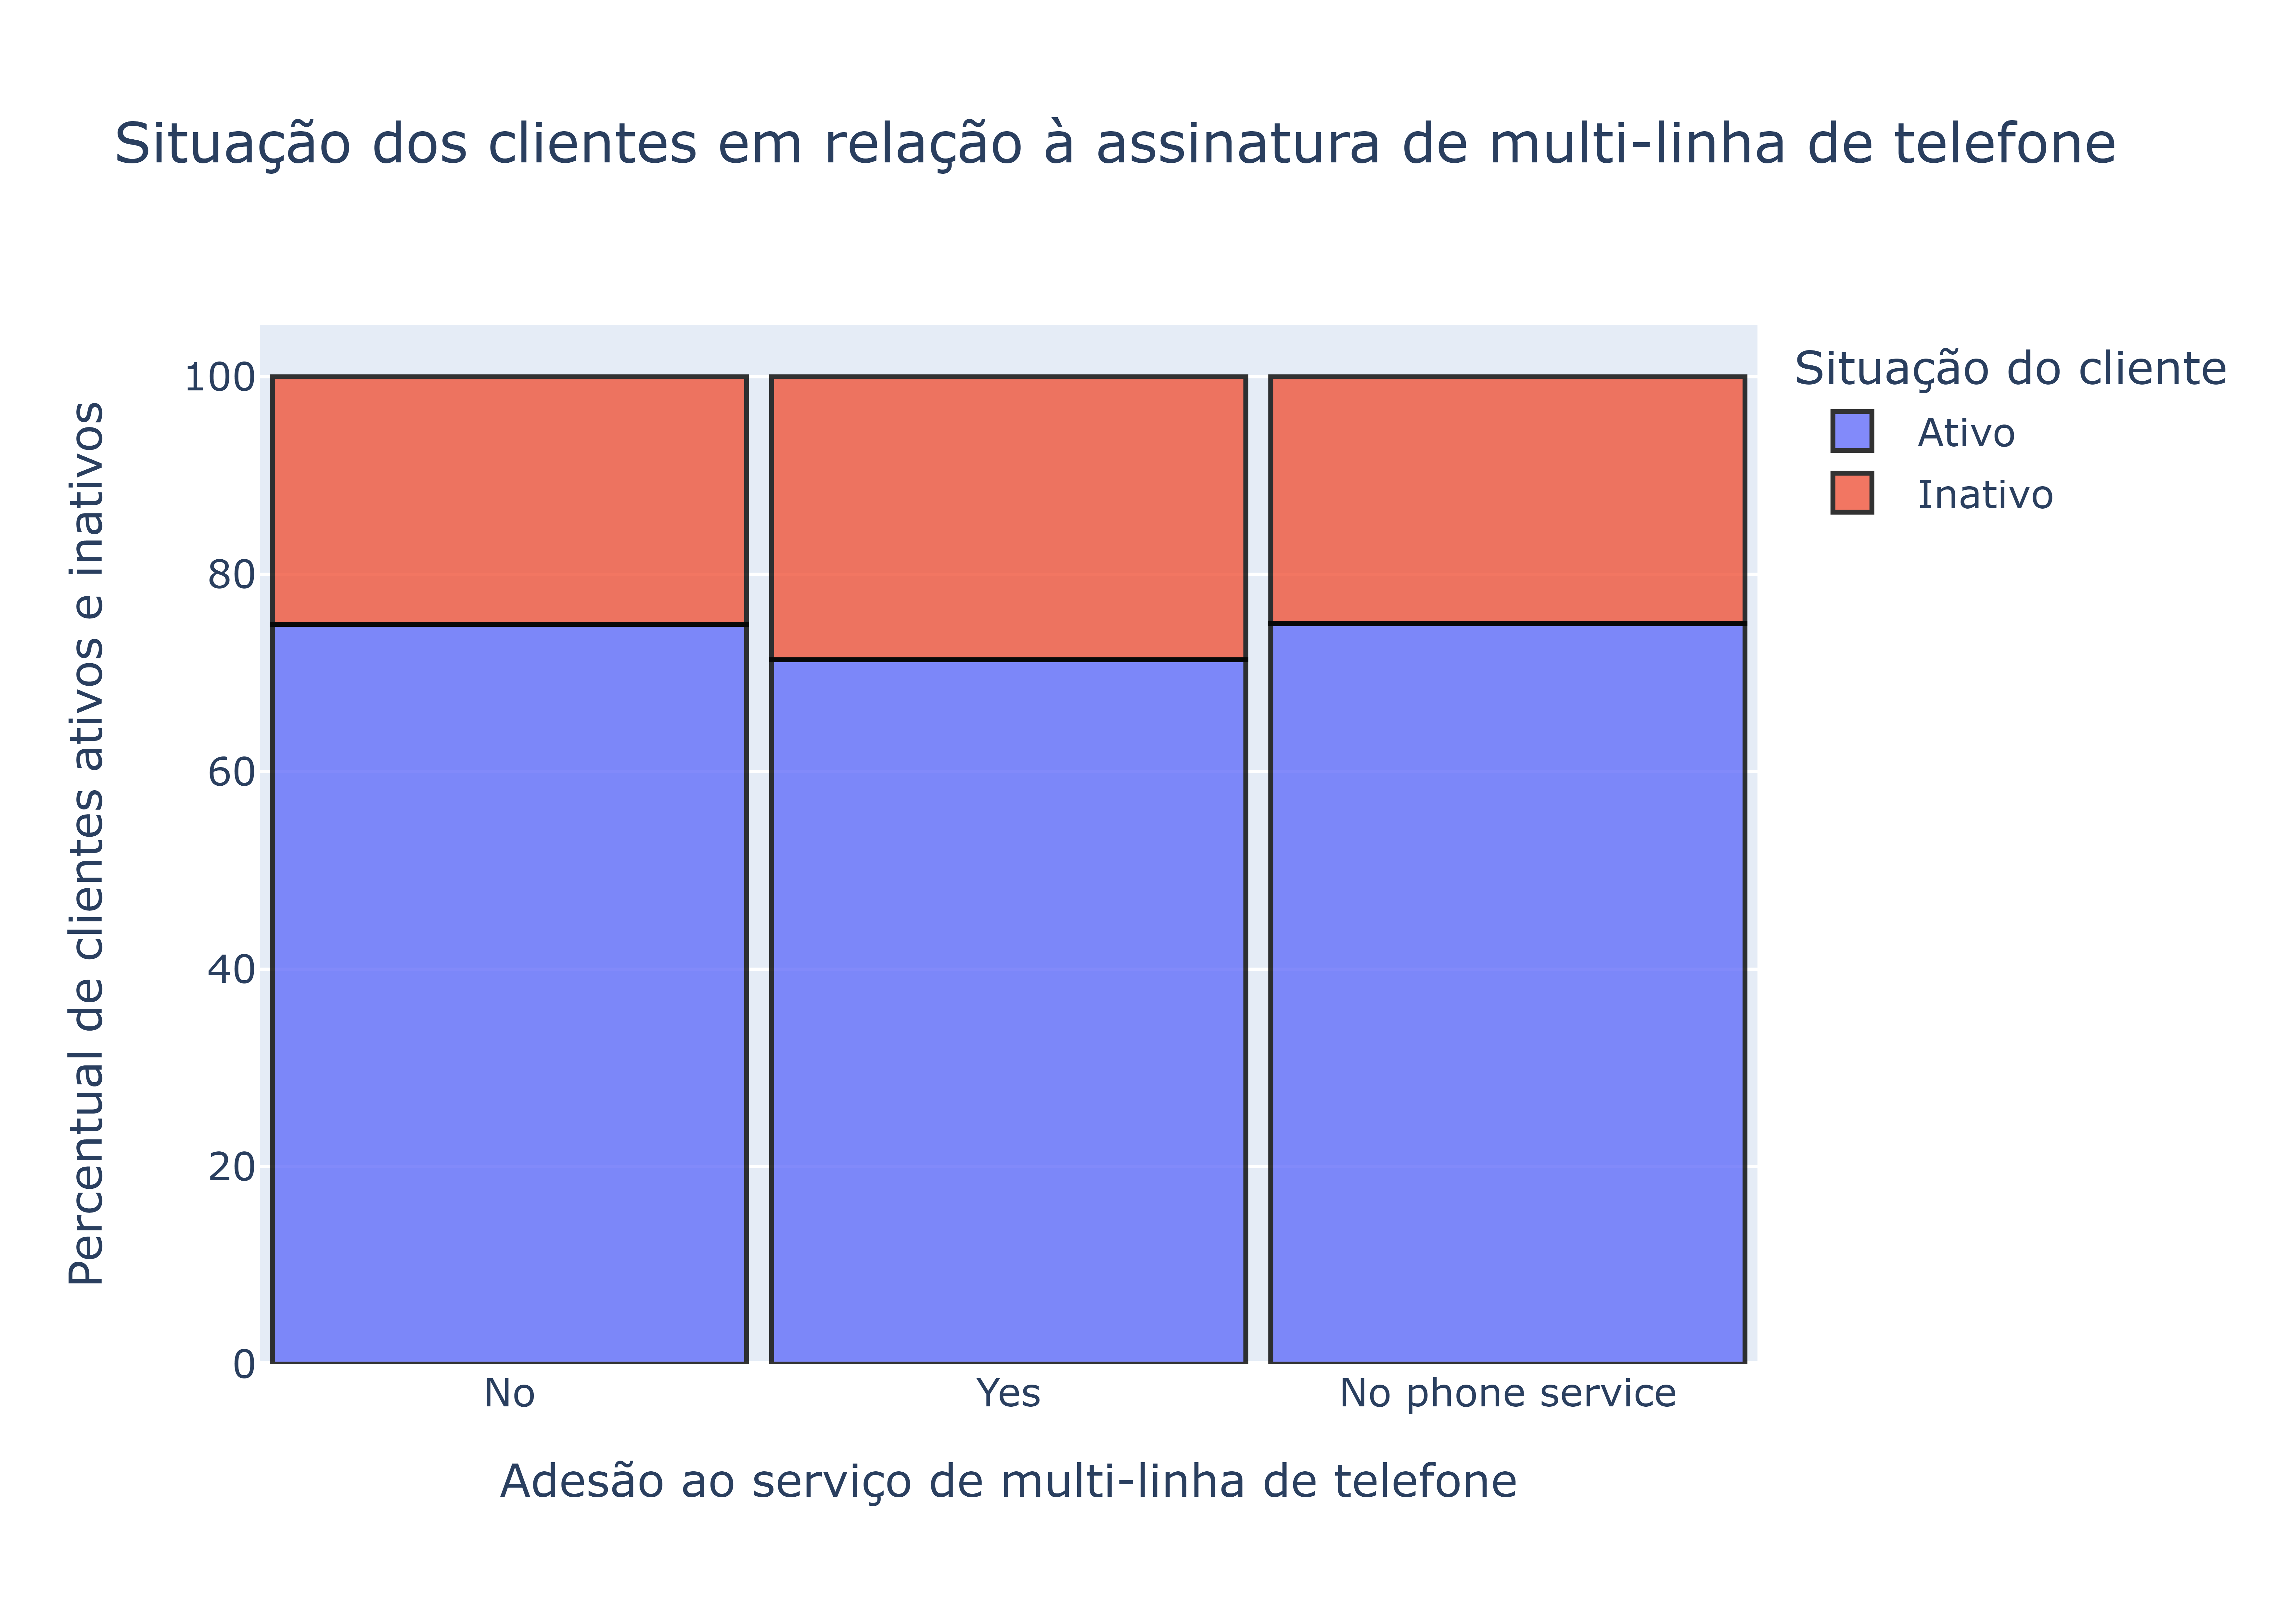 Situação dos clientes em relação à assinatura de multi-linha de telefone
Situação do cliente
Ativo
Inativo
Percentual de clientes ativos e inativos
100
80
60
40
20
0
No
Yes
No phone service
Adesão ao serviço de multi-linha de telefone